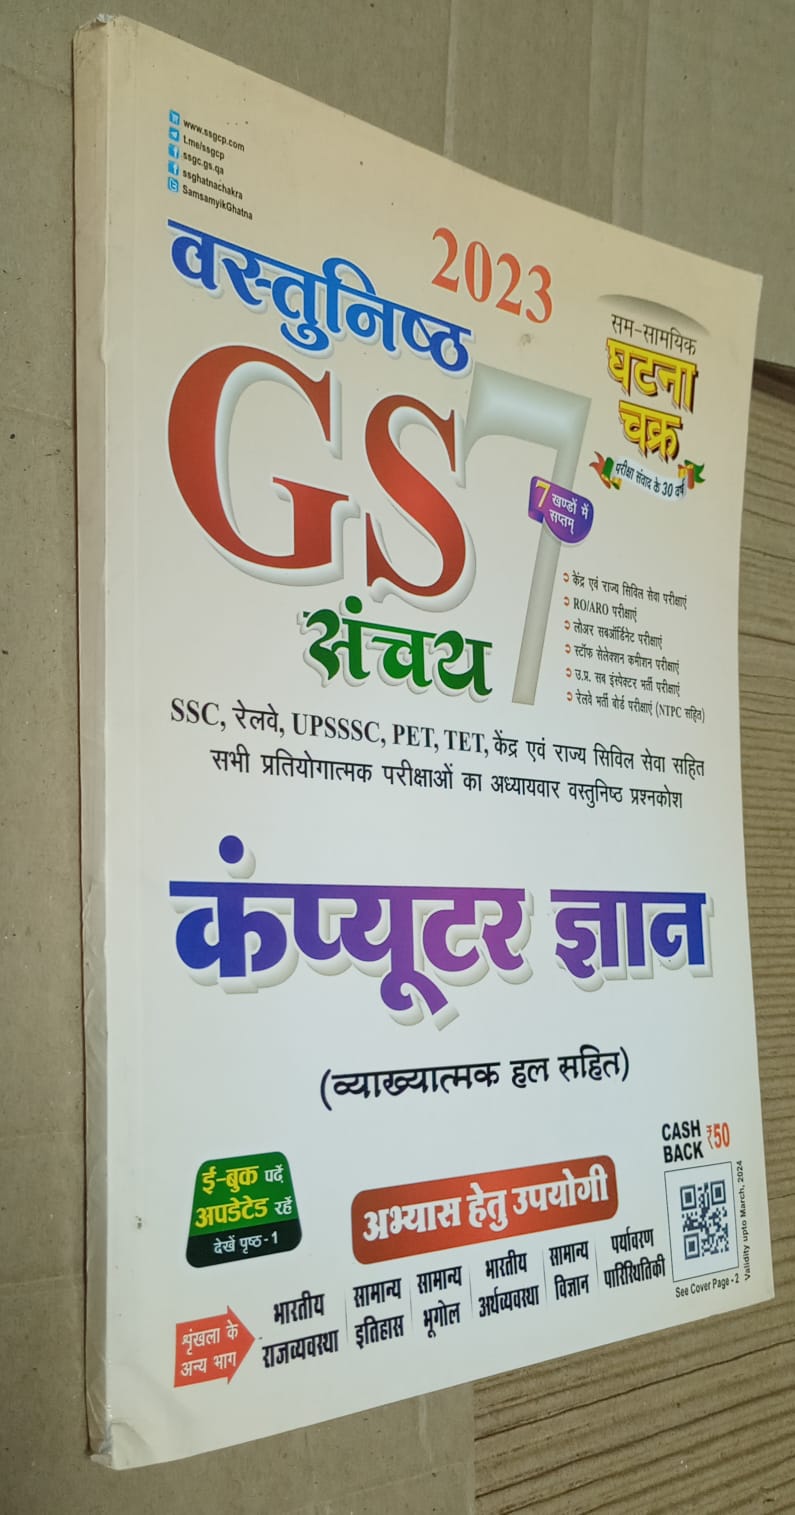 www.ssgcp.com
t.me/ssgcp
ssgc.gs.qa
ssghatnachakra
SamsamyikGhatna
2023
वस्तुनिष्ठ
सम-सामयिक
घटना
चक्र
परीक्षा संवाद के 30 वर्ष
GS 7
7 खण्डों में
सप्तम्
संचय
केंद्र एवं राज्य सिविल सेवा परीक्षाएं
RO/ARO परीक्षाएं
लोअर सबऑर्डिनेट परीक्षाएं
स्टॉफ सेलेक्शन कमीशन परीक्षाएं
उ.प्र. सब इंस्पेक्टर भर्ती परीक्षाएं
रेलवे भर्ती बोर्ड परीक्षाएं (NTPC सहित)
SSC, रेलवे, UPSSSC, PET, TET, केंद्र एवं राज्य सिविल सेवा सहित
सभी प्रतियोगात्मक परीक्षाओं का अध्यायवार वस्तुनिष्ठ प्रश्नकोश
कंप्यूटर ज्ञान
(व्याख्यात्मक हल सहित)
CASH BACK ₹50
ई-बुक पढ़ें
अपडेटेड रहें
देखें पृष्ठ-1
अभ्यास हेतु उपयोगी
Validity upto March, 2024
See Cover Page - 2
शृंखला के
अन्य भाग
भारतीय राजव्यवस्था
सामान्य इतिहास
सामान्य भूगोल
भारतीय अर्थव्यवस्था
सामान्य विज्ञान
पर्यावरण पारिस्थितिकी